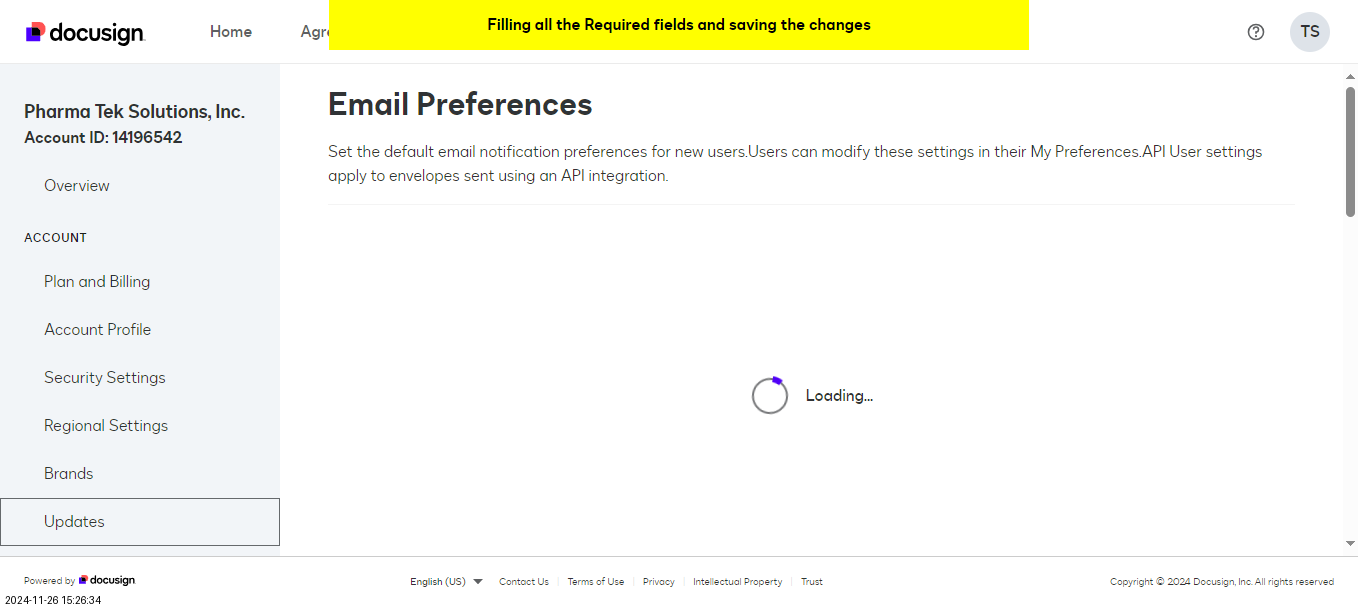 docusign
Home
Agre
Filling all the Required fields and saving the changes
TS
Pharma Tek Solutions, Inc.
Account ID: 14196542
Overview
ACCOUNT
Plan and Billing
Account Profile
Security Settings
Regional Settings
Brands
Updates
Email Preferences
Set the default email notification preferences for new users.Users can modify these settings in their My Preferences.API User settings
apply to envelopes sent using an API integration.
Loading...
Powered by docusign
English (US)
Contact Us
Terms of Use
Privacy
Intellectual Property
Trust
Copyright © 2024 Docusign, Inc. All rights reserved
2024-11-26 15:26:34